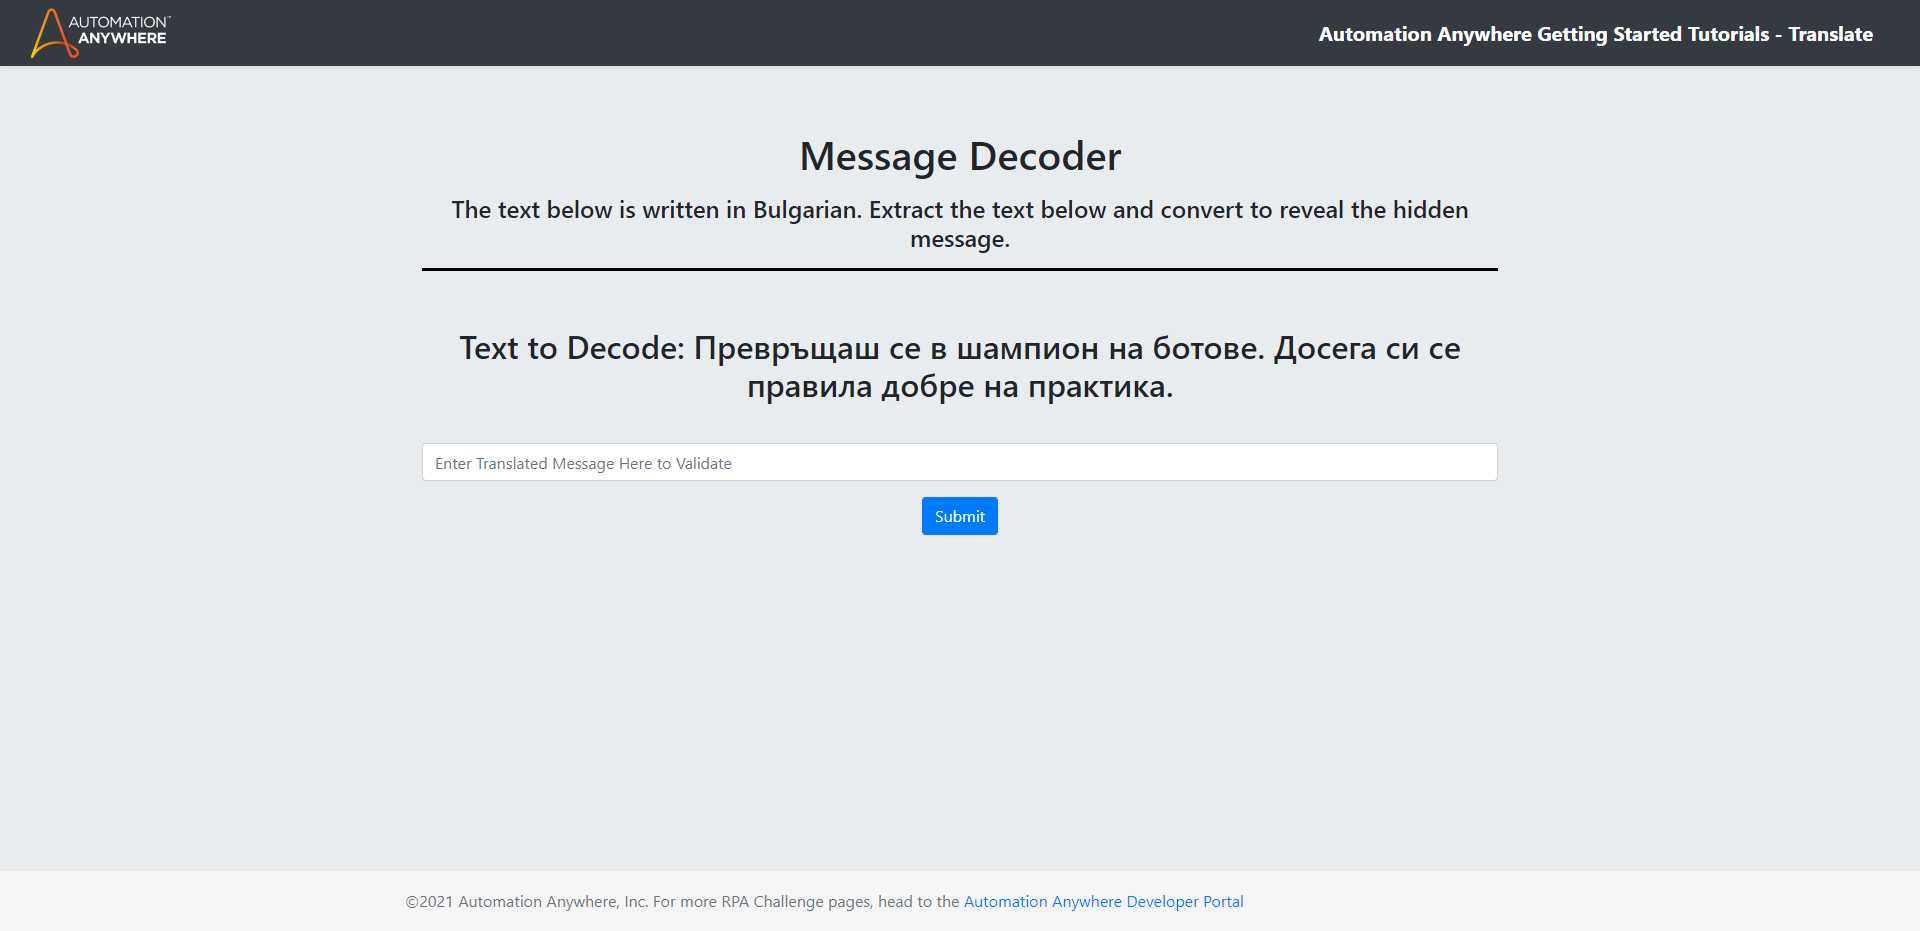 AUTOMATION
ANYWHERE
Automation Anywhere Getting Started Tutorials - Translate
Message Decoder
The text below is written in Bulgarian. Extract the text below and convert to reveal the hidden
message.
Text to Decode: Превръщаш се в шампион на ботове. Досега си се
правила добре на практика.
Enter Translated Message Here to Validate
Submit
©2021 Automation Anywhere, Inc. For more RPA Challenge pages, head to the Automation Anywhere Developer Portal